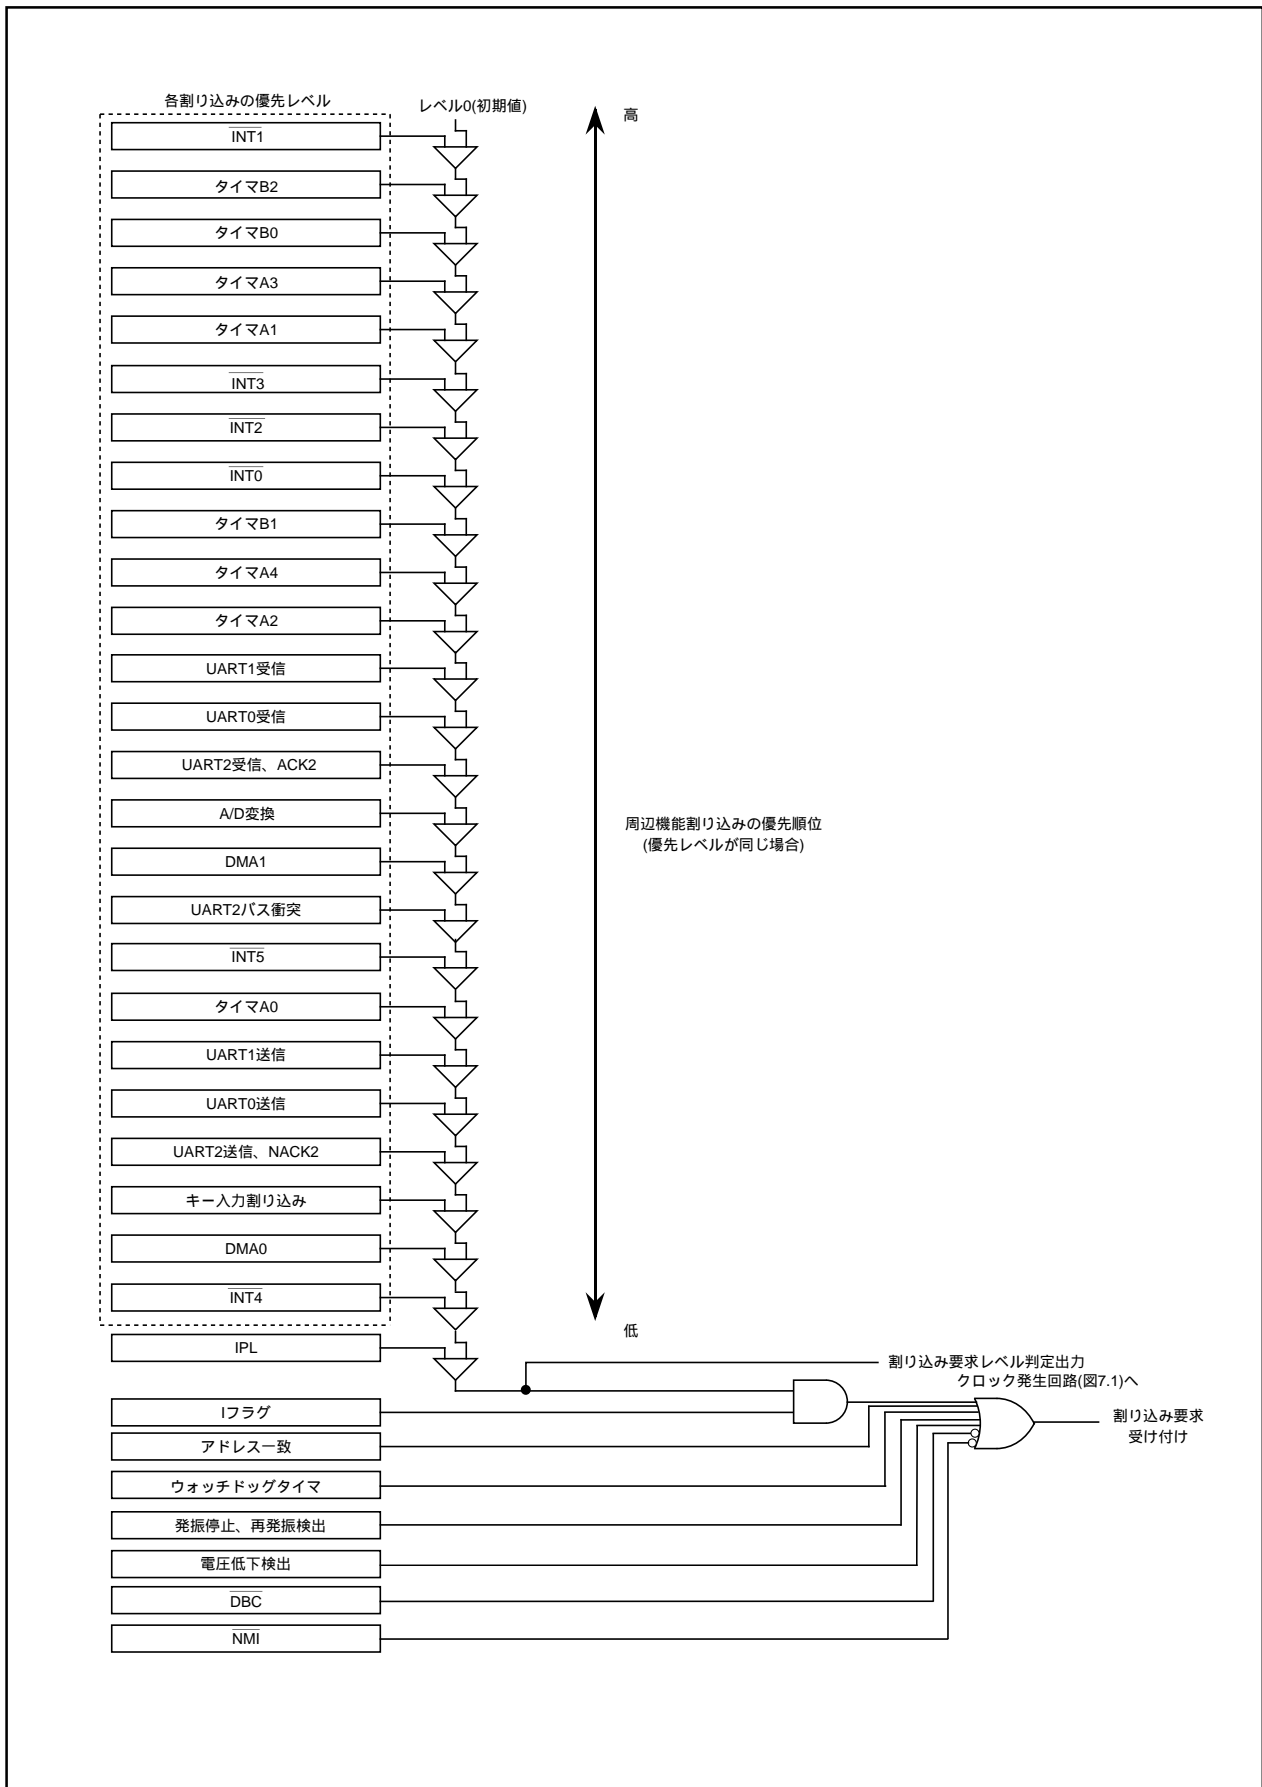 各割り込みの優先レベル
レベル0(初期値)
高
INT1
タイマB2
タイマB0
タイマA3
タイマA1
INT3
INT2
INT0
タイマB1
タイマA4
タイマA2
UART1受信
UART0受信
UART2受信、ACK2
A/D変換
周辺機能割り込みの優先順位
(優先レベルが同じ場合)
DMA1
UART2バス衝突
INT5
タイマA0
UART1送信
UART0送信
UART2送信、NACK2
キー入力割り込み
DMA0
INT4
低
IPL
割り込み要求レベル判定出力
クロック発生回路(図7.1)へ
Iフラグ
割り込み要求
受け付け
アドレス一致
ウォッチドッグタイマ
発振停止、再発振検出
電圧低下検出
DBC
NMI